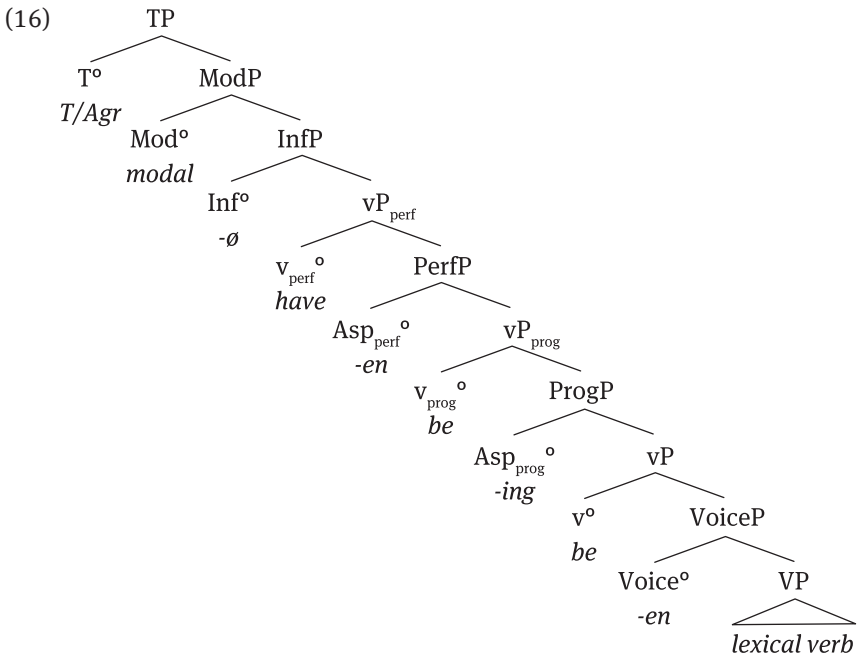 (16) TP
T° ModP
T/Agr
Mod° InfP
modal
Inf° vPperf
-ø
vperf° PerfP
have
Aspperf° vPprog
-en
vprog° ProgP
be
Aspprog° vP
-ing
v° VoiceP
be
Voice° VP
-en
lexical verb